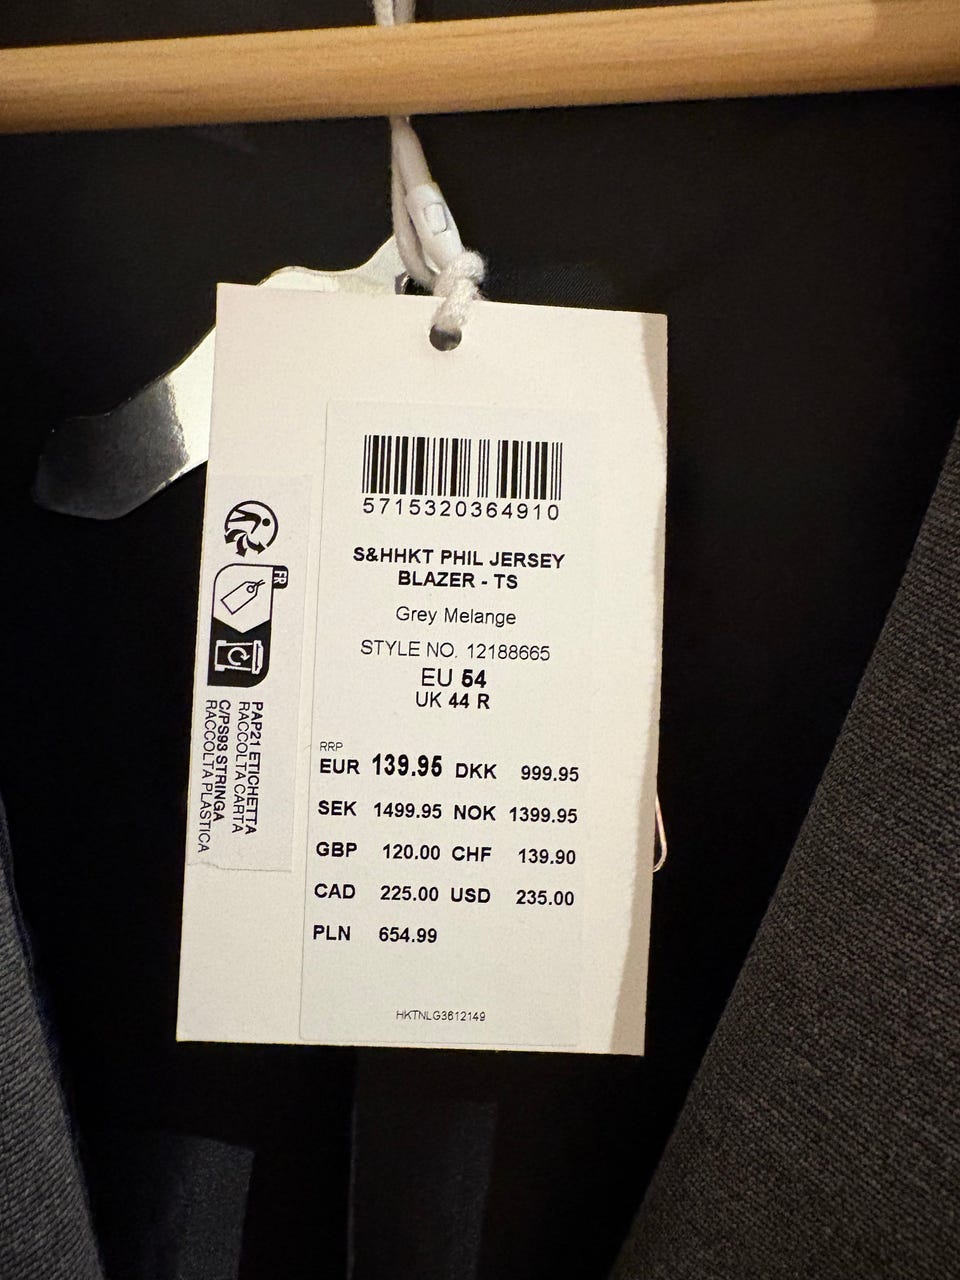 5715320364910
S&HHKT PHIL JERSEY
BLAZER - TS
Grey Melange
STYLE NO. 12188665
EU 54
UK 44 R
RRP
EUR 139.95 DKK 999.95
SEK 1499.95 NOK 1399.95
GBP 120.00 CHF 139.90
CAD 225.00 USD 235.00
PLN 654.99
HKTNLG3612149
FR
PAP21 ETICHETTA
RACCOLTA CARTA
C/PS93 STRINGA
RACCOLTA PLASTICA